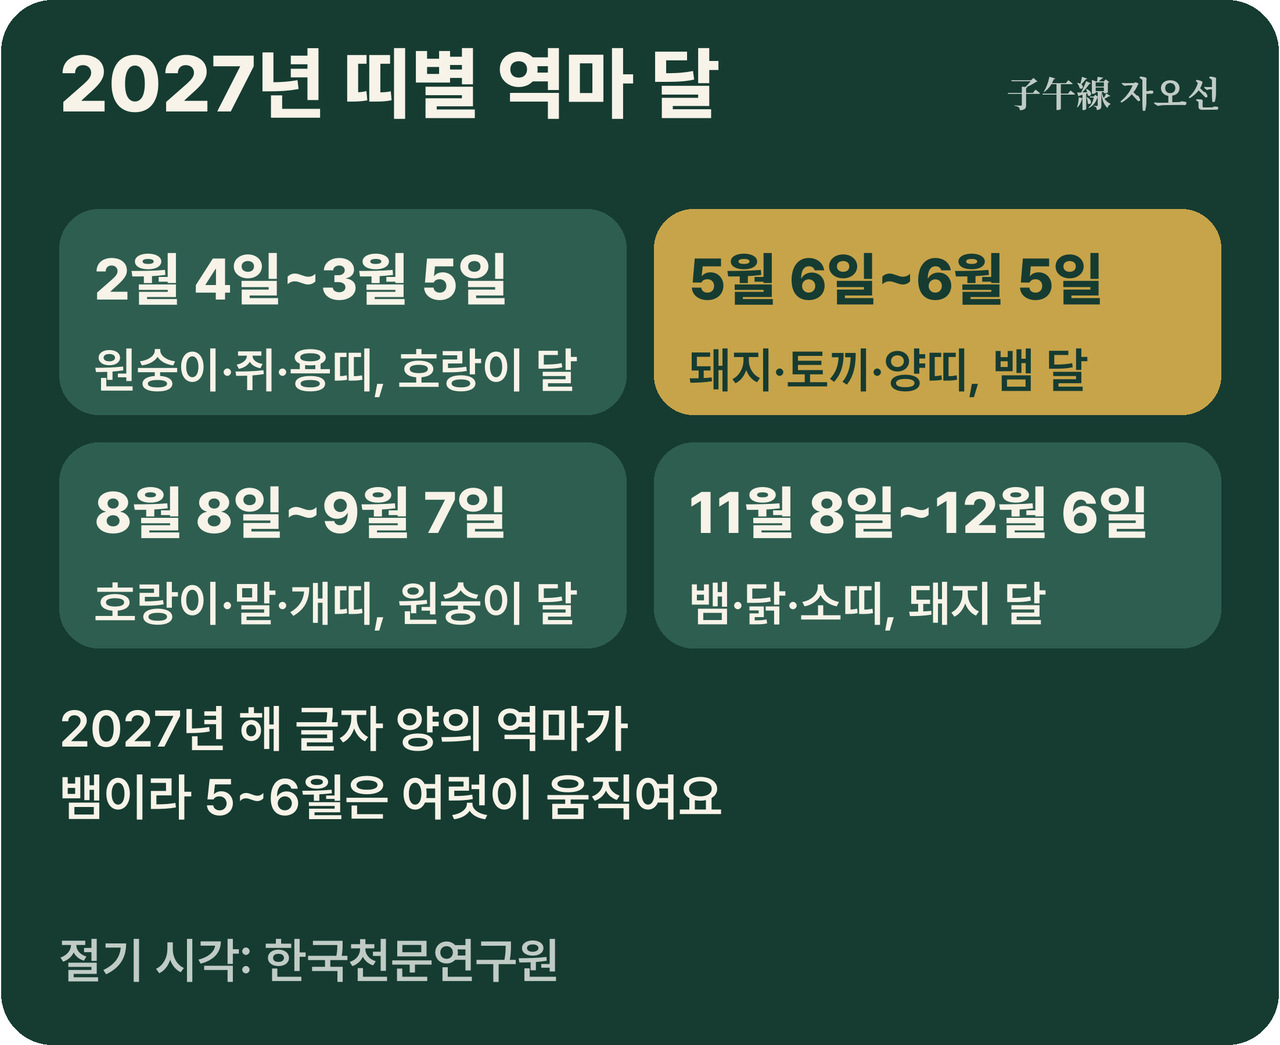 2027년 띠별 역마 달
子午線 자오선
2월 4일~3월 5일
원숭이·쥐·용띠, 호랑이 달
5월 6일~6월 5일
돼지·토끼·양띠, 뱀 달
8월 8일~9월 7일
호랑이·말·개띠, 원숭이 달
11월 8일~12월 6일
뱀·닭·소띠, 돼지 달
2027년 해 글자 양의 역마가
뱀이라 5~6월은 여럿이 움직여요
절기 시각: 한국천문연구원